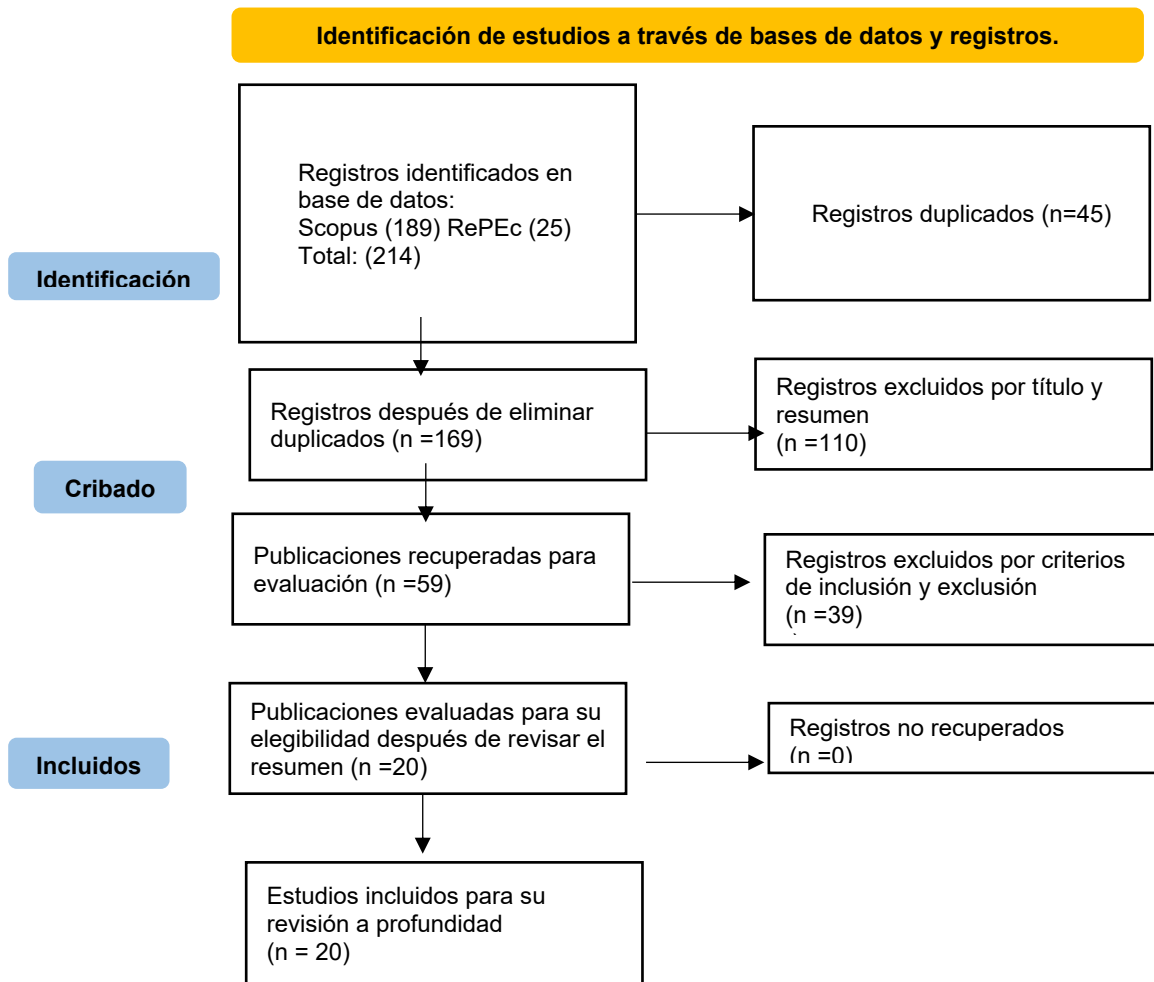 Identificación de estudios a través de bases de datos y registros.
Registros identificados en
base de datos:
Scopus (189) RePEc (25)
Total: (214)
Registros duplicados (n=45)
Identificación
Registros después de eliminar
duplicados (n =169)
Registros excluidos por título y
resumen
(n =110)
Cribado
Publicaciones recuperadas para
evaluación (n =59)
Registros excluidos por criterios
de inclusión y exclusión
(n =39)
Publicaciones evaluadas para su
elegibilidad después de revisar el
resumen (n =20)
Registros no recuperados
(n =0)
Incluidos
Estudios incluidos para su
revisión a profundidad
(n = 20)